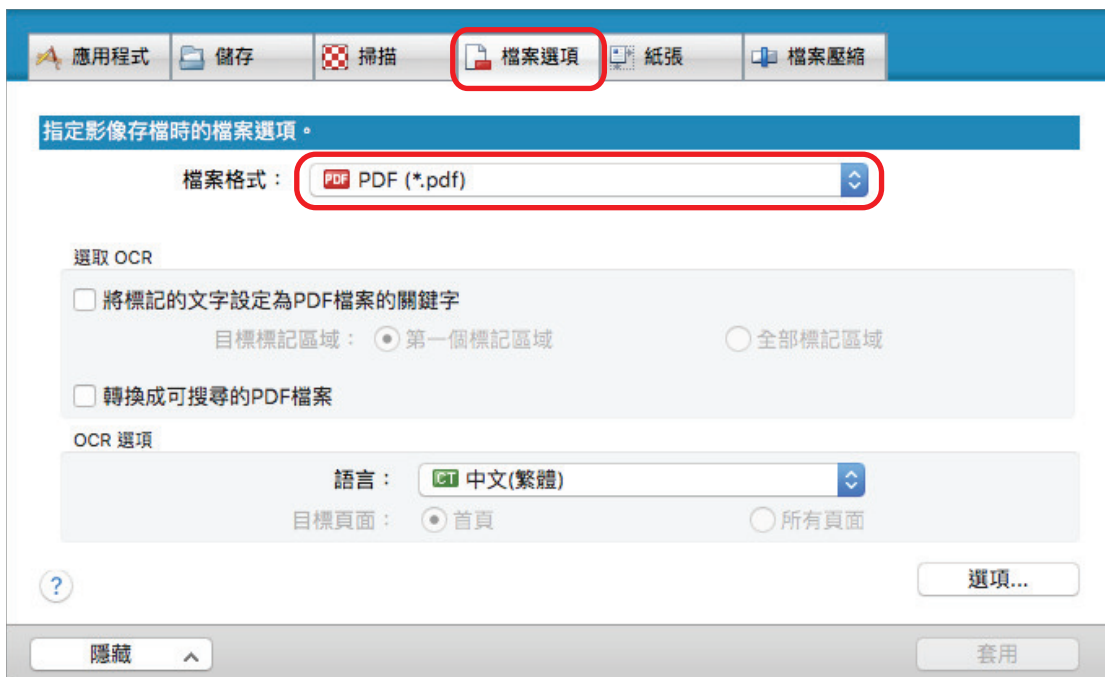 應用程式 儲存 掃描 檔案選項 紙張 檔案壓縮
指定影像存檔時的檔案選項。
檔案格式： PDF PDF (*.pdf)
選取 OCR
將標記的文字設定為PDF檔案的關鍵字
目標標記區域： 第一個標記區域 全部標記區域
轉換成可搜尋的PDF檔案
OCR 選項
語言： CT 中文(繁體)
目標頁面： 首頁 所有頁面
? 選項...
隱藏 套用